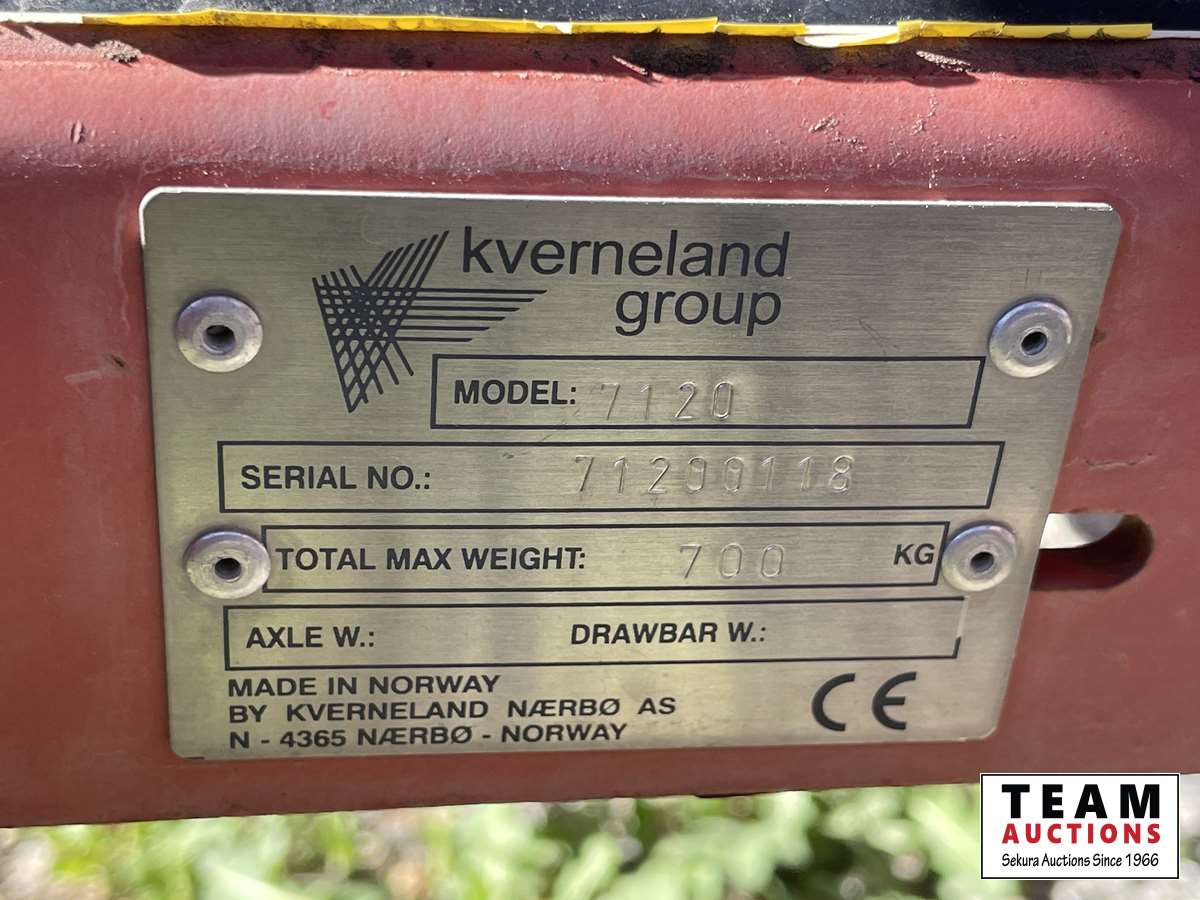 kverneland
group
MODEL: 7120
SERIAL NO.: 71200118
TOTAL MAX WEIGHT: 700 KG
AXLE W.: DRAWBAR W.:
MADE IN NORWAY
BY KVERNELAND NÆRBØ AS
N - 4365 NÆRBØ - NORWAY
CE
TEAM
AUCTIONS
Sekura Auctions Since 1966